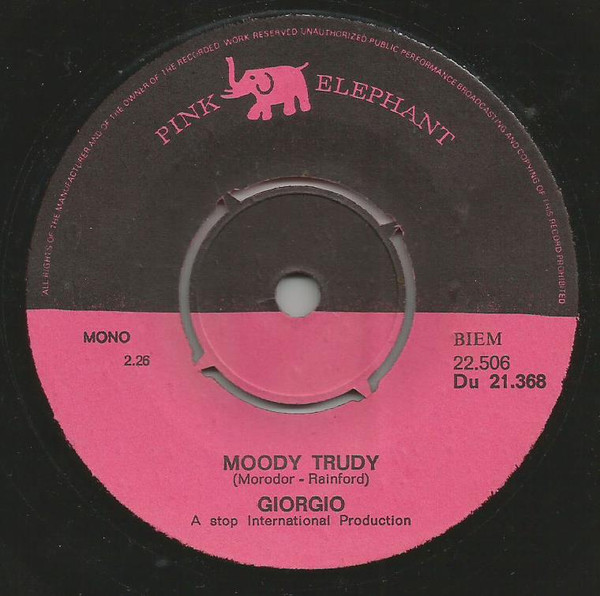 ALL RIGHTS OF THE MANUFACTURER AND OF THE OWNER OF THE RECORDED WORK RESERVED UNAUTHORIZED PUBLIC PERFORMANCE BROADCASTING AND COPYING OF THIS RECORD PROHIBITED
PINK ELEPHANT
MONO
2.26
BIEM
22.506
Du 21.368
MOODY TRUDY
(Morodor - Rainford)
GIORGIO
A stop International Production